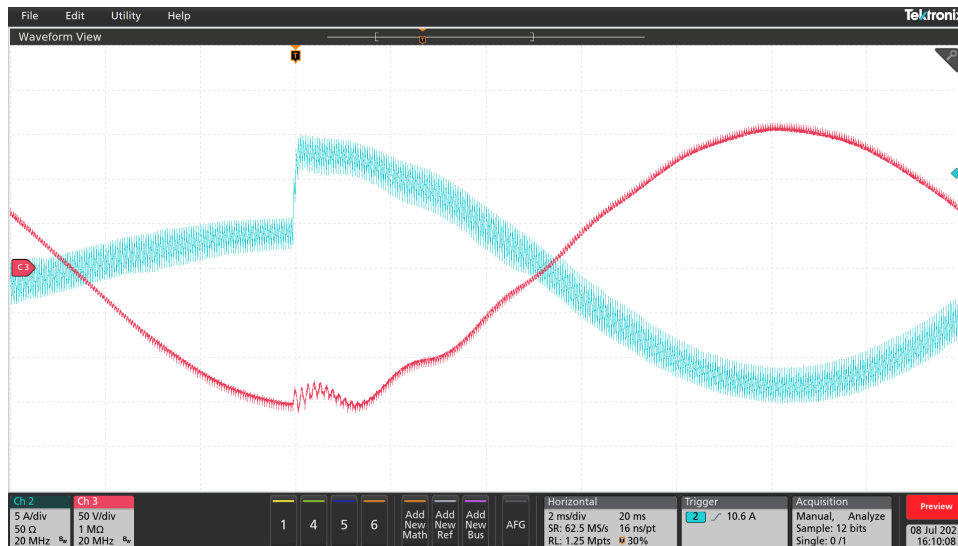 File Edit Utility Help
Tektronix
Waveform View
T
T
C 3
Ch 2
5 A/div
50 Ω
20 MHz Bw
Ch 3
50 V/div
1 MΩ
20 MHz Bw
1
4
5
6
Add
New
Math
Add
New
Ref
Add
New
Bus
AFG
Horizontal
2 ms/div 20 ms
SR: 62.5 MS/s 16 ns/pt
RL: 1.25 Mpts 30%
Trigger
2 10.6 A
Acquisition
Manual, Analyze
Sample: 12 bits
Single: 0 /1
Preview
08 Jul 202
16:10:08